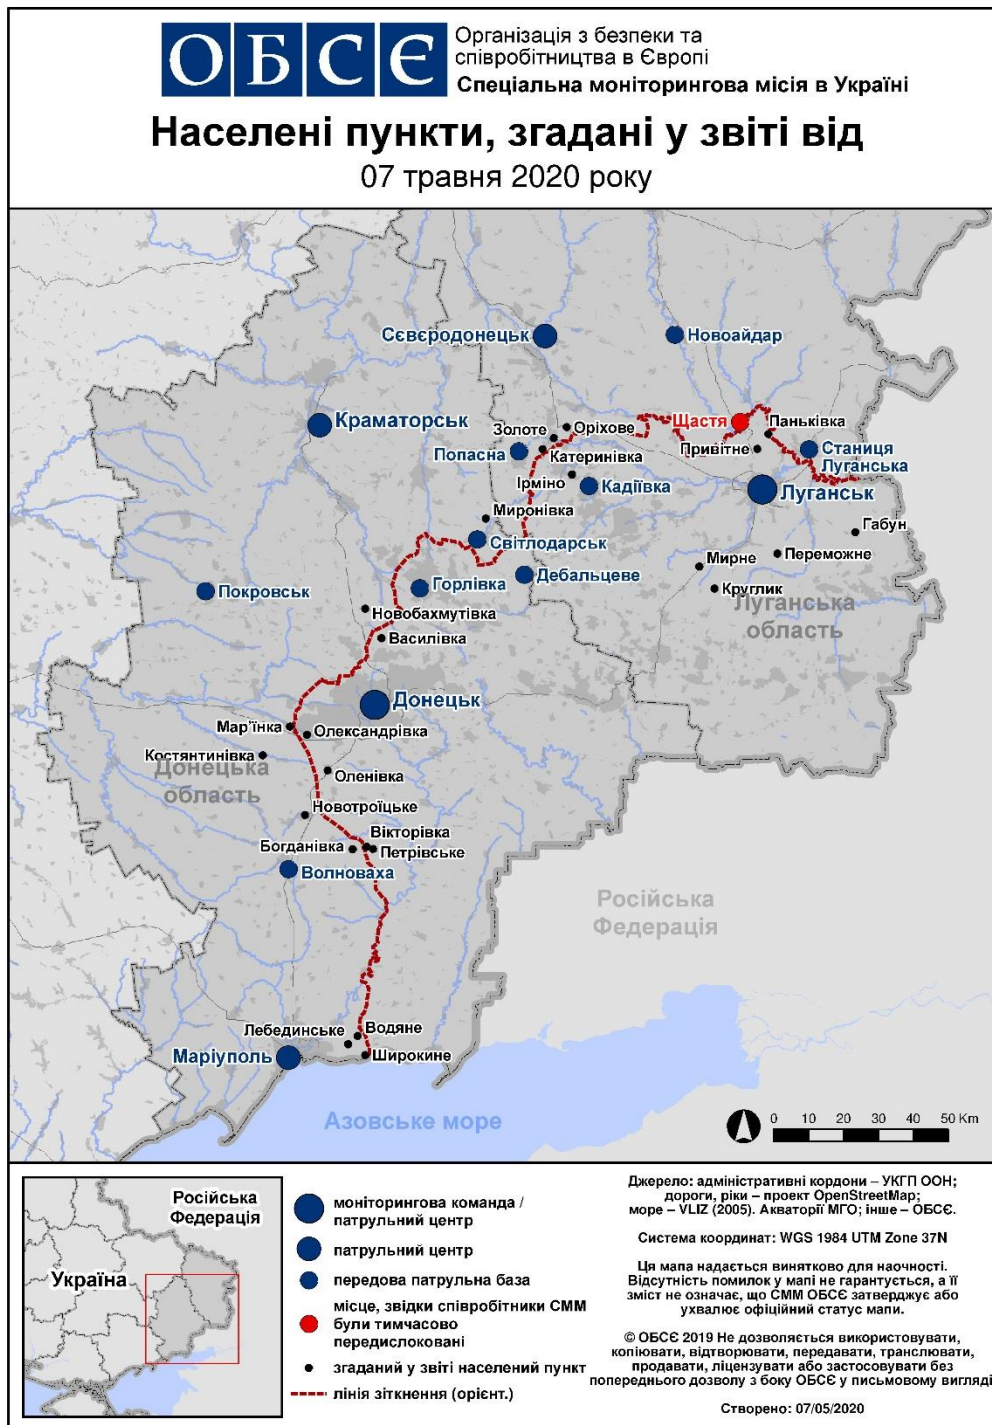 ОБСЄ
Організація з безпеки та
співробітництва в Європі
Спеціальна моніторингова місія в Україні
Населені пункти, згадані у звіті від
07 травня 2020 року
Сєвєродонецьк
Новоайдар
Краматорськ
Щастя
Паньківка
Оріхове
Золоте
Попасна
Катеринівка
Привітне
Станиця
Луганська
Ірміно
Кадіївка
Луганськ
Миронівка
Габун
Світлодарськ
Переможне
Мирне
Дебальцеве
Горлівка
Покровськ
Круглик
Луганська
область
Новобахмутівка
Василівка
Донецьк
Мар'їнка
Олександрівка
Костянтинівка
Донецька
область
Оленівка
Новотроїцьке
Вікторівка
Богданівка
Петрівське
Волноваха
Російська
Федерація
Лебединське
Водяне
Маріуполь
Широкине
Азовське море
0 10 20 30 40 50 Km
Російська
Федерація
Україна
моніторингова команда /
патрульний центр
патрульний центр
передова патрульна база
місце, звідки співробітники СММ
були тимчасово
передислоковані
згаданий у звіті населений пункт
лінія зіткнення (орієнт.)
Джерело: адміністративні кордони – УКГП ООН;
дороги, ріки – проект OpenStreetMap;
море – VLIZ (2005). Акваторії МГО; інше – ОБСЄ.
Система координат: WGS 1984 UTM Zone 37N
Ця мапа надається винятково для наочності.
Відсутність помилок у мапі не гарантується, а її
зміст не означає, що СММ ОБСЄ затверджує або
ухвалює офіційний статус мапи.
© ОБСЄ 2019 Не дозволяється використовувати,
копіювати, відтворювати, передавати, транслювати,
продавати, ліцензувати або застосовувати без
попереднього дозволу з боку ОБСЄ у письмовому вигляді
Створено: 07/05/2020